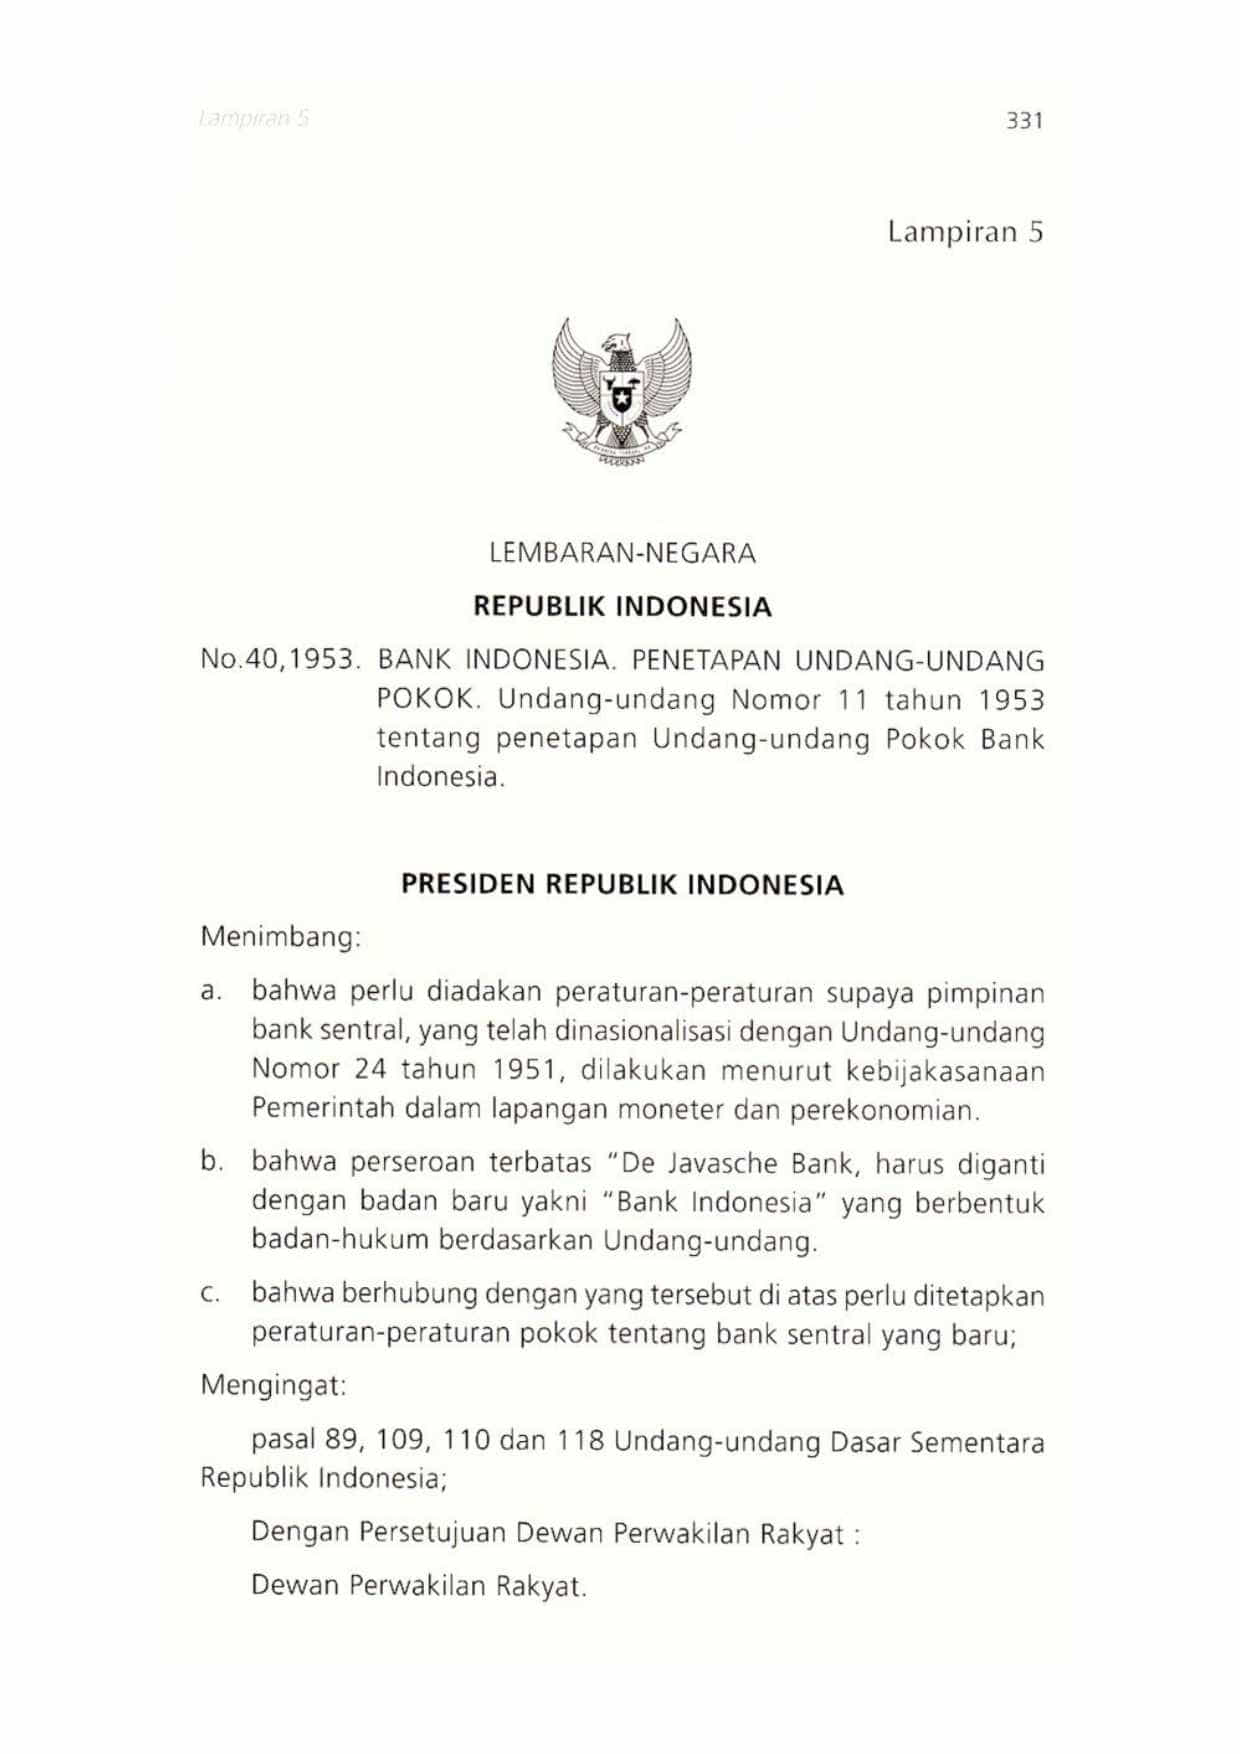 Lampiran 5
331
Lampiran 5
LEMBARAN-NEGARA
REPUBLIK INDONESIA
No.40,1953. BANK INDONESIA. PENETAPAN UNDANG-UNDANG
POKOK. Undang-undang Nomor 11 tahun 1953
tentang penetapan Undang-undang Pokok Bank
Indonesia.
PRESIDEN REPUBLIK INDONESIA
Menimbang:
a. bahwa perlu diadakan peraturan-peraturan supaya pimpinan
bank sentral, yang telah dinasionalisasi dengan Undang-undang
Nomor 24 tahun 1951, dilakukan menurut kebijakasanaan
Pemerintah dalam lapangan moneter dan perekonomian.
b. bahwa perseroan terbatas “De Javasche Bank, harus diganti
dengan badan baru yakni “Bank Indonesia” yang berbentuk
badan-hukum berdasarkan Undang-undang.
c. bahwa berhubung dengan yang tersebut di atas perlu ditetapkan
peraturan-peraturan pokok tentang bank sentral yang baru;
Mengingat:
pasal 89, 109, 110 dan 118 Undang-undang Dasar Sementara
Republik Indonesia;
Dengan Persetujuan Dewan Perwakilan Rakyat :
Dewan Perwakilan Rakyat.